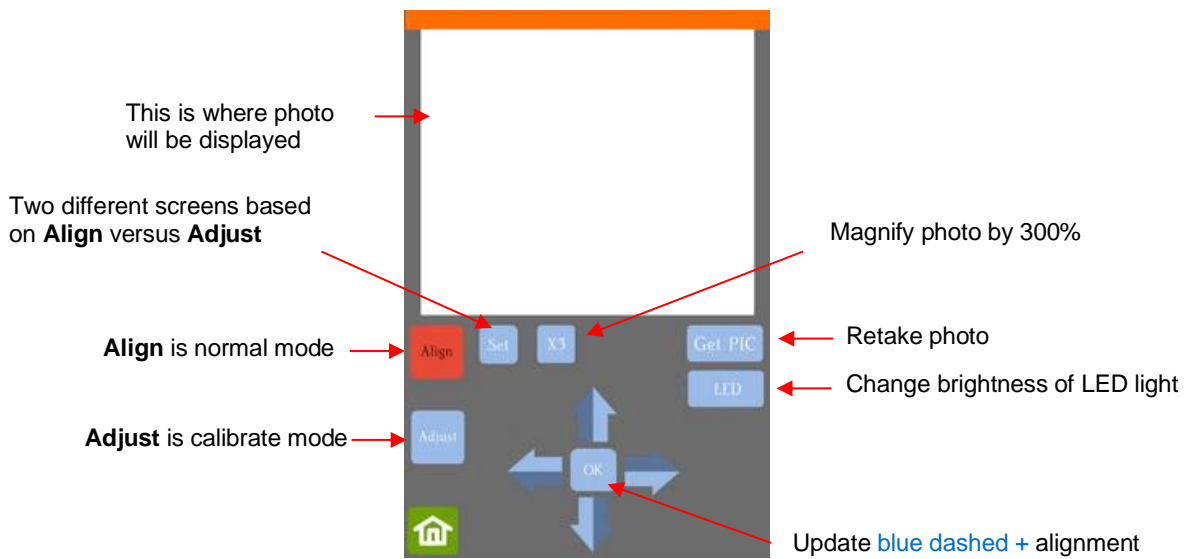 This is where photo
will be displayed
Two different screens based
on Align versus Adjust
Magnify photo by 300%
Align is normal mode
Align
Set
X3
Get PIC
Retake photo
LED
Change brightness of LED light
Adjust is calibrate mode
Adjust
OK
Update blue dashed + alignment